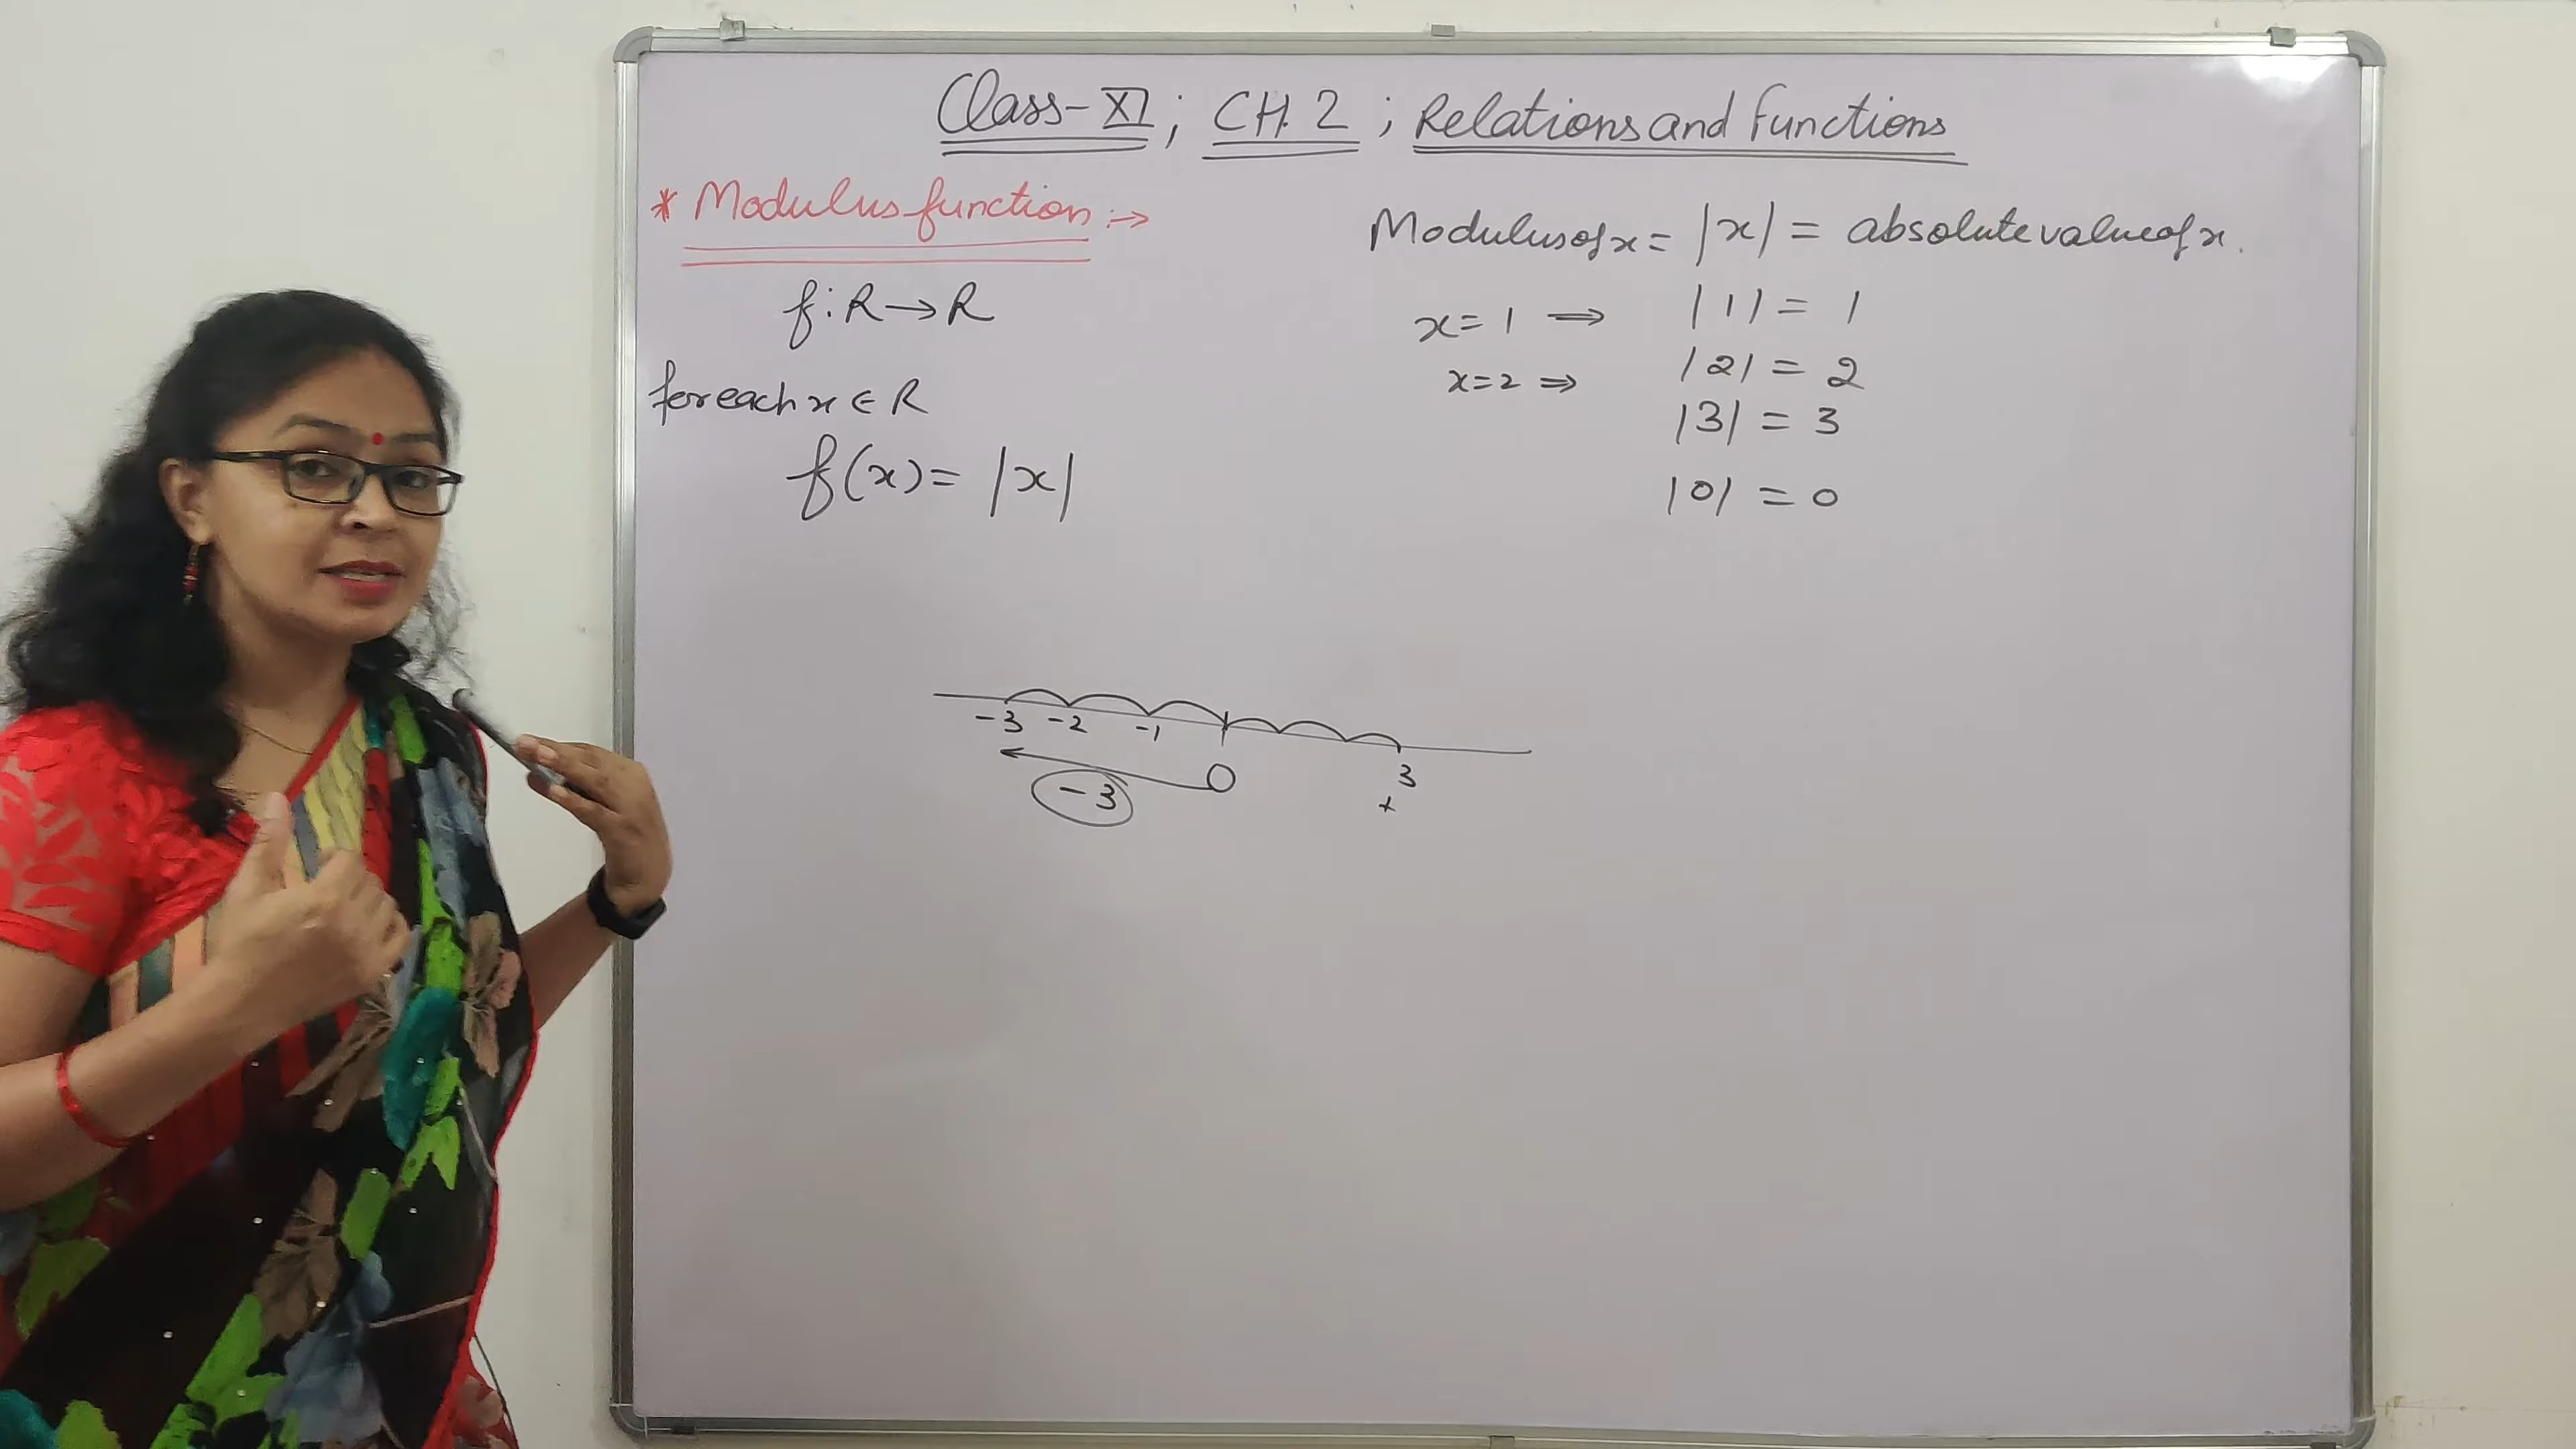 Class-XI ; CH. 2 ; Relations and functions
* Modulus function :→
f : R → R
for each x ∈ R
f(x) = |x|
Modulus of x = |x| = absolute value of x.
x = 1 ⇒ |1| = 1
x = 2 ⇒ |2| = 2
|3| = 3
|0| = 0
-3 -2 -1
0 3
-3 +